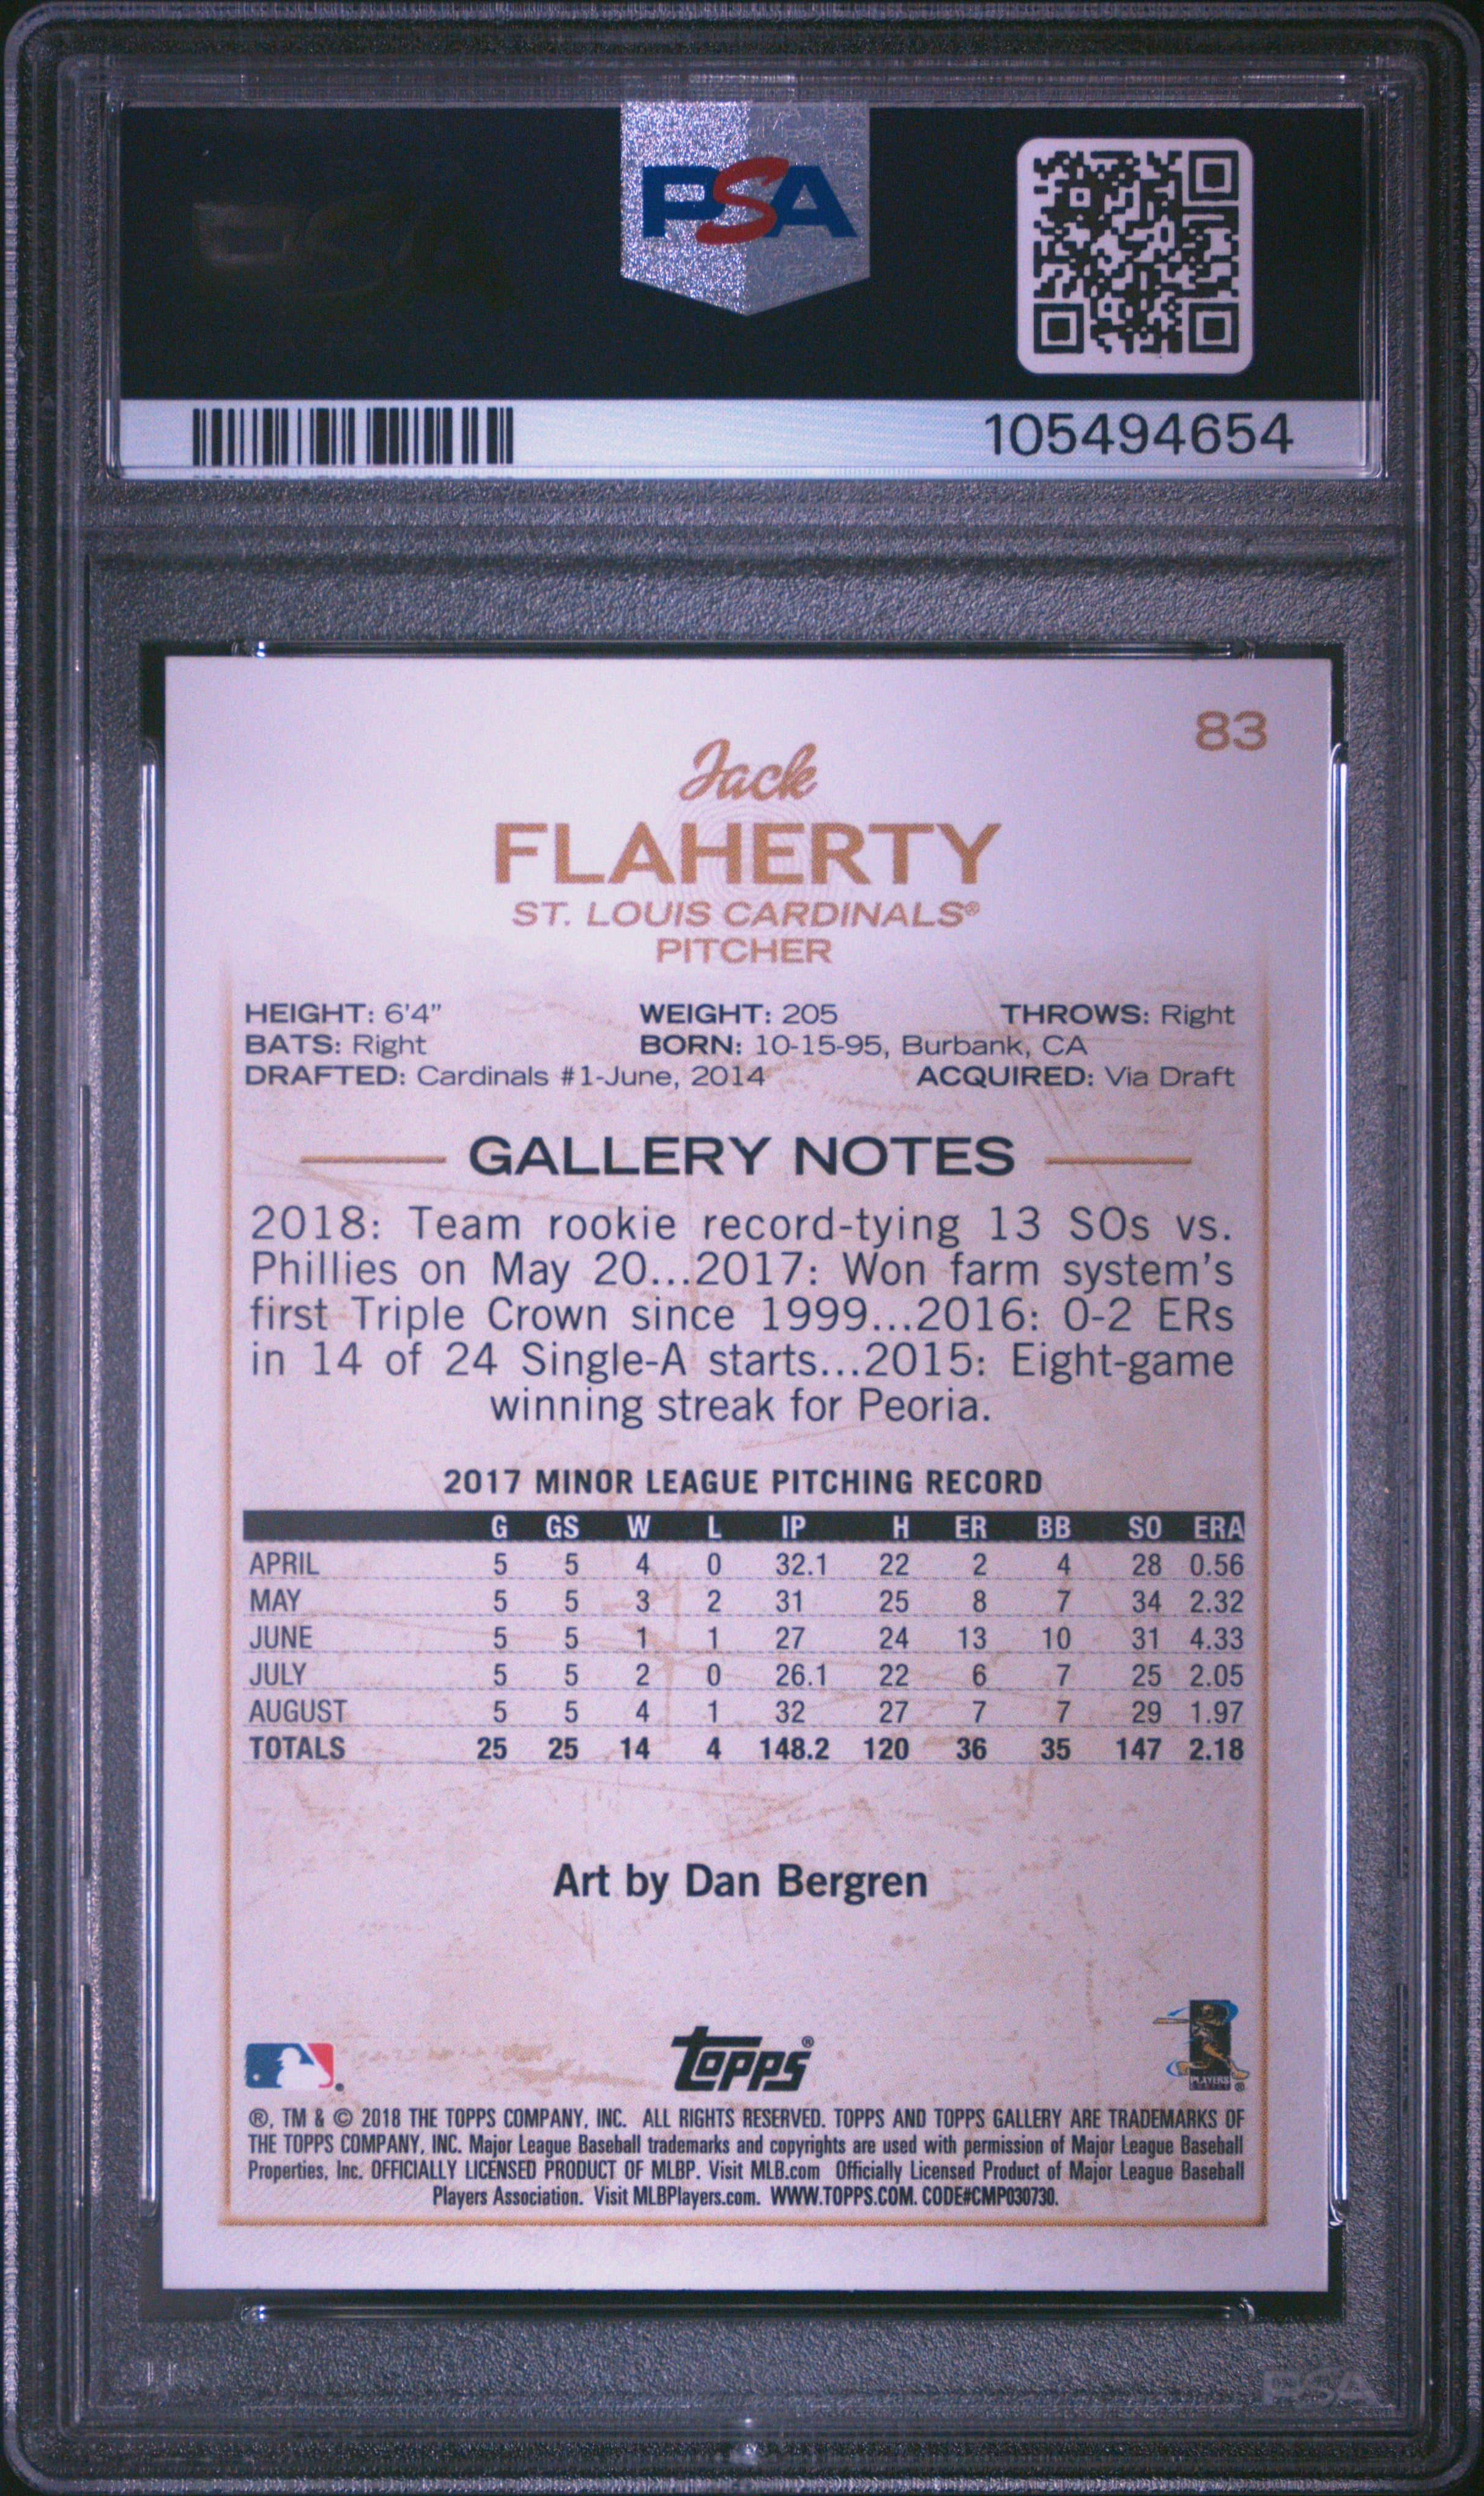 PSA
105494654
83
Jack
FLAHERTY
ST. LOUIS CARDINALS®
PITCHER
HEIGHT: 6'4" WEIGHT: 205 THROWS: Right
BATS: Right BORN: 10-15-95, Burbank, CA
DRAFTED: Cardinals #1-June, 2014 ACQUIRED: Via Draft
GALLERY NOTES
2018: Team rookie record-tying 13 SOs vs.
Phillies on May 20...2017: Won farm system's
first Triple Crown since 1999...2016: 0-2 ERs
in 14 of 24 Single-A starts...2015: Eight-game
winning streak for Peoria.
2017 MINOR LEAGUE PITCHING RECORD
G GS W L IP H ER BB SO ERA
APRIL 5 5 4 0 32.1 22 2 4 28 0.56
MAY 5 5 3 2 31 25 8 7 34 2.32
JUNE 5 5 1 1 27 24 13 10 31 4.33
JULY 5 5 2 0 26.1 22 6 7 25 2.05
AUGUST 5 5 4 1 32 27 7 7 29 1.97
TOTALS 25 25 14 4 148.2 120 36 35 147 2.18
Art by Dan Bergren
topps®
PLAYERS
®, TM & © 2018 THE TOPPS COMPANY, INC. ALL RIGHTS RESERVED. TOPPS AND TOPPS GALLERY ARE TRADEMARKS OF
THE TOPPS COMPANY, INC. Major League Baseball trademarks and copyrights are used with permission of Major League Baseball
Properties, Inc. OFFICIALLY LICENSED PRODUCT OF MLBP. Visit MLB.com Officially Licensed Product of Major League Baseball
Players Association. Visit MLBPlayers.com. WWW.TOPPS.COM. CODE#CMP030730.
PSA